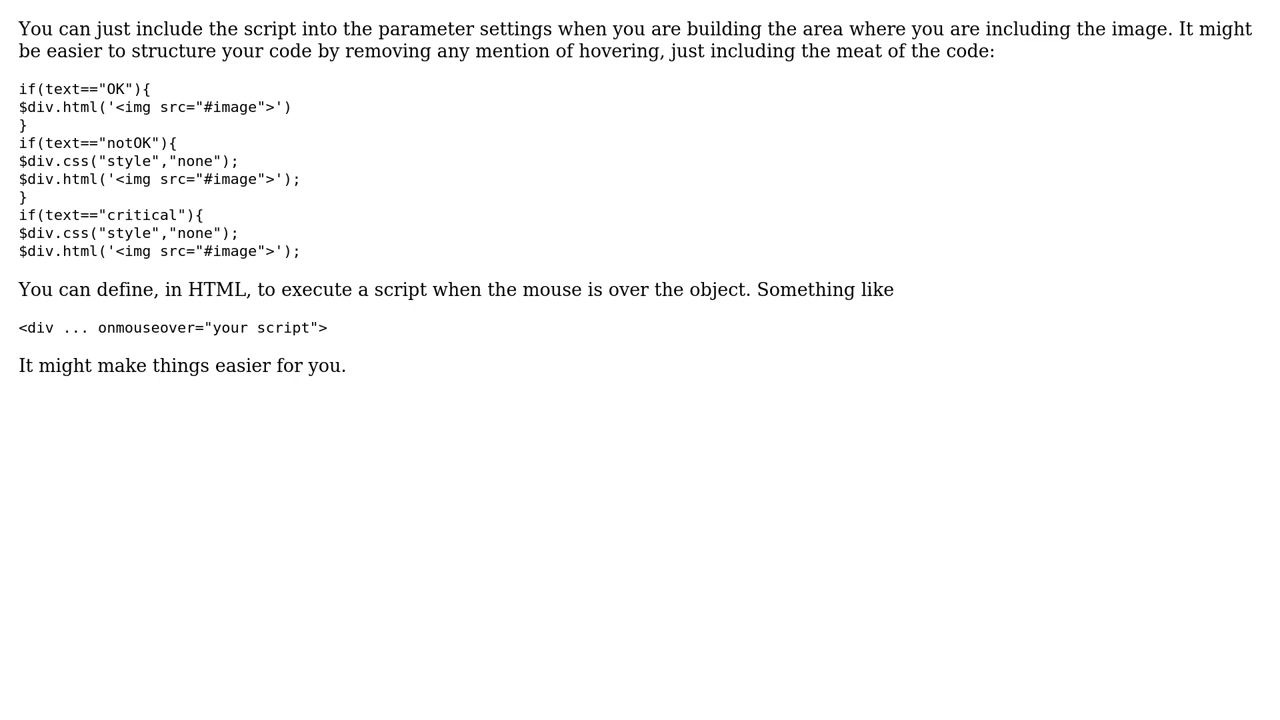 You can just include the script into the parameter settings when you are building the area where you are including the image. It might
be easier to structure your code by removing any mention of hovering, just including the meat of the code:
if(text=="OK"){
$div.html('<img src="#image">')
}
if(text=="notOK"){
$div.css("style","none");
$div.html('<img src="#image">');
}
if(text=="critical"){
$div.css("style","none");
$div.html('<img src="#image">');
You can define, in HTML, to execute a script when the mouse is over the object. Something like
<div ... onmouseover="your script">
It might make things easier for you.